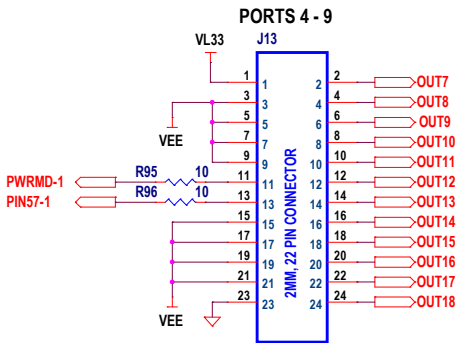 PORTS 4 - 9
VL33 J13
1 1 2 2 OUT7
3 3 4 4 OUT8
5 5 6 6 OUT9
VEE 7 7 8 8 OUT10
9 9 10 10 OUT11
PWRMD-1 R95 10 11 11 12 12 OUT12
PIN57-1 R96 10 13 13 14 14 OUT13
15 15 16 16 OUT14
17 17 18 18 OUT15
19 19 20 20 OUT16
21 21 22 22 OUT17
23 23 24 24 OUT18
VEE
2MM, 22 PIN CONNECTOR